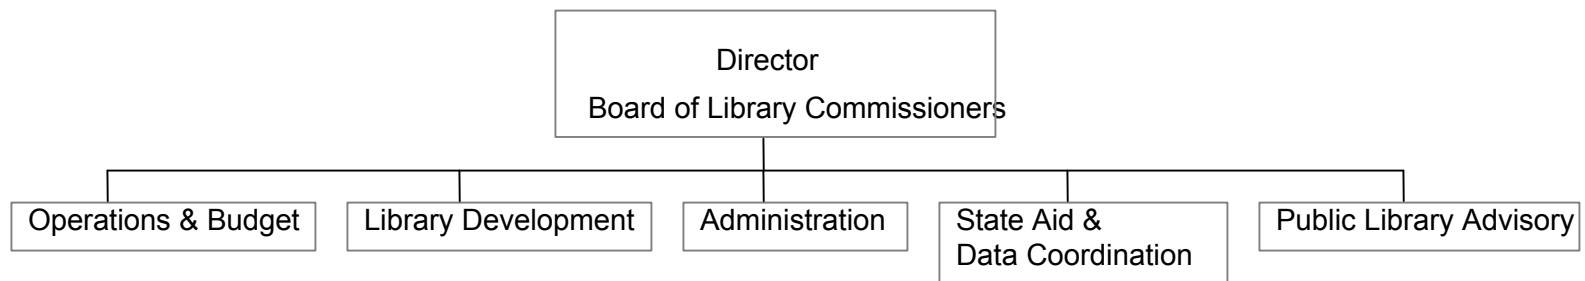 Director
Board of Library Commissioners
Operations & Budget
Library Development
Administration
State Aid &
Data Coordination
Public Library Advisory